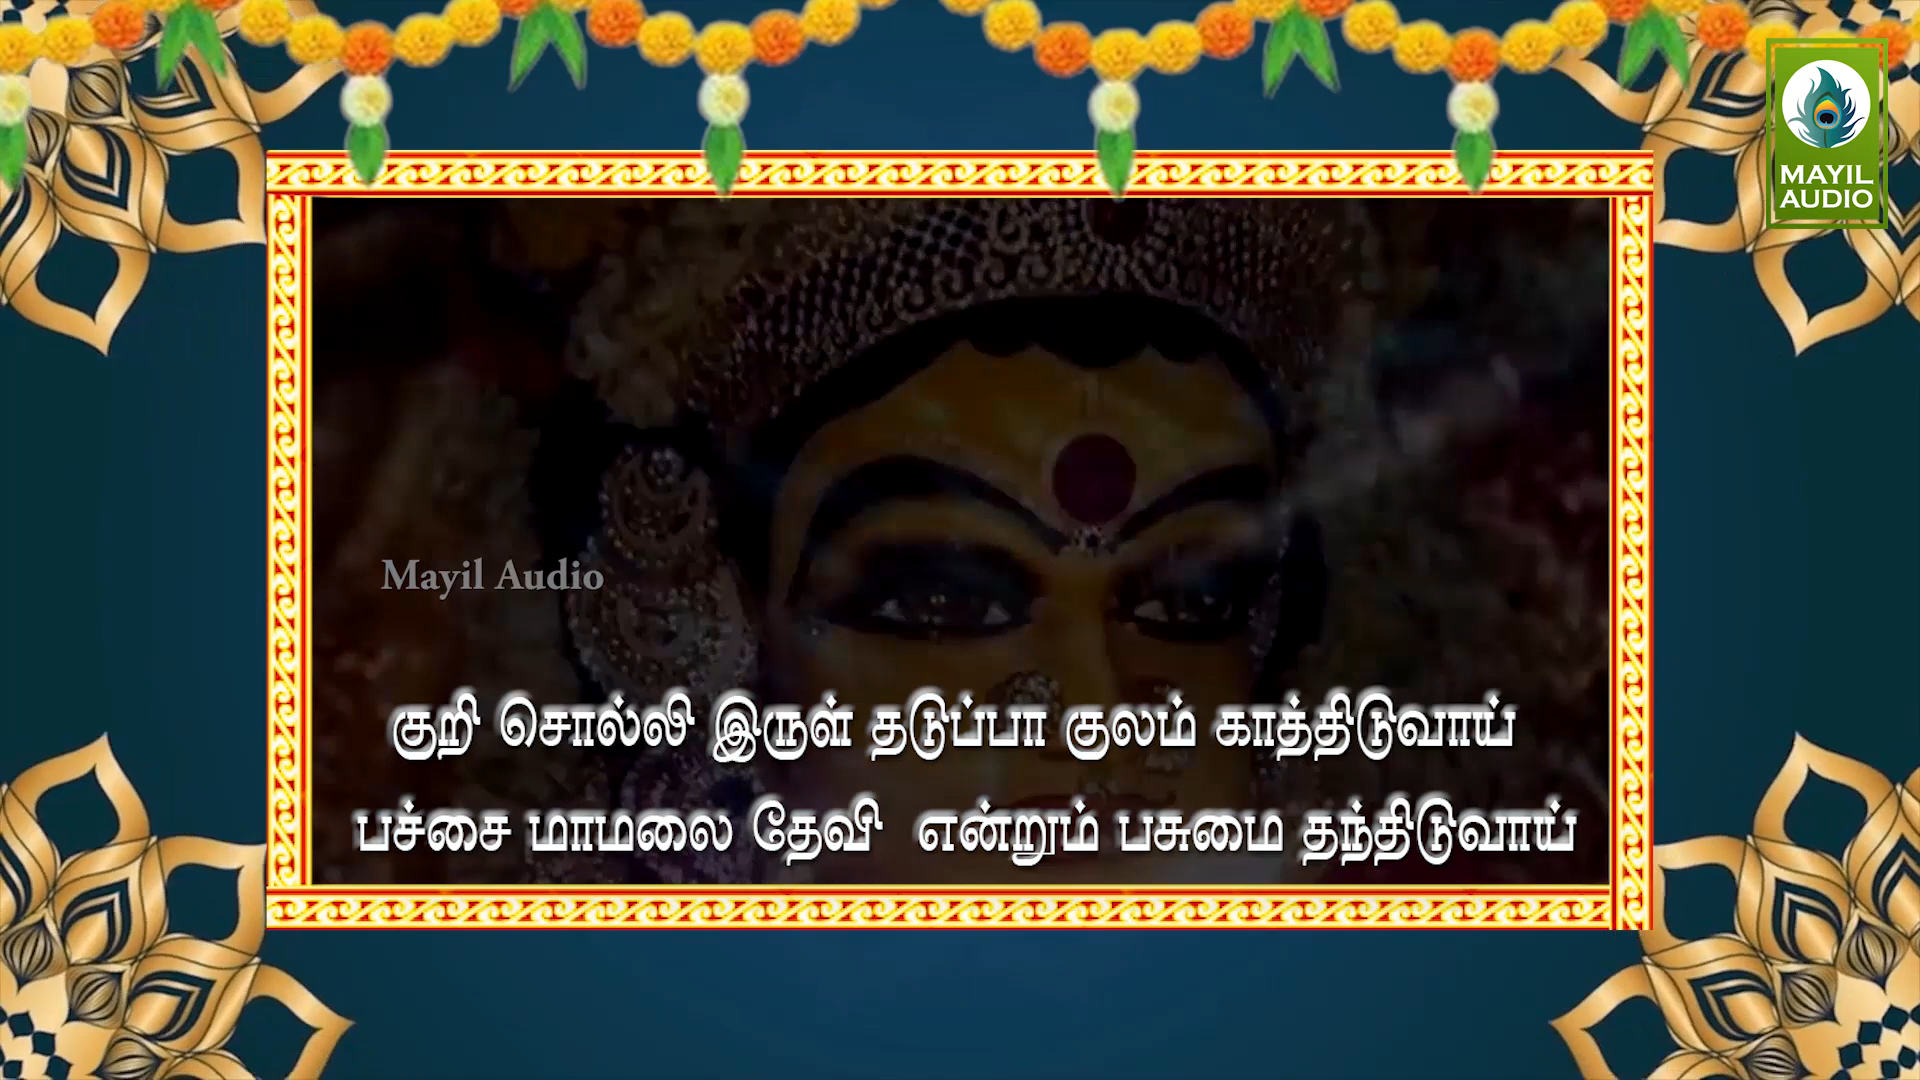 MAYIL
AUDIO
Mayil Audio
குறி சொல்லி இருள் தடுப்பா குலம் காத்திடுவாய்
பச்சை மாமலை தேவி என்றும் பசுமை தந்திடுவாய்